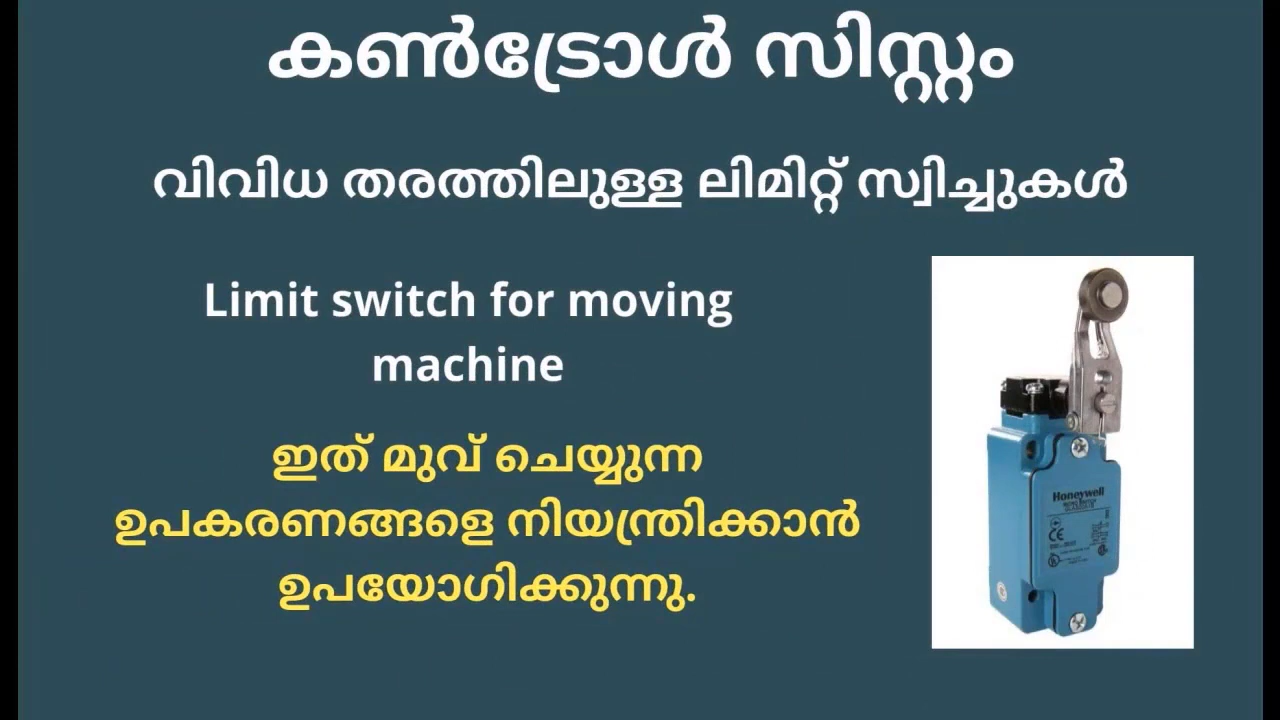 കൺട്രോൾ സിസ്റ്റം
വിവിധ തരത്തിലുള്ള ലിമിറ്റ് സ്വിച്ചുകൾ
Limit switch for moving
machine
ഇത് മുവ് ചെയ്യുന്ന
ഉപകരണങ്ങളെ നിയന്ത്രിക്കാൻ
ഉപയോഗിക്കുന്നു.
Honeywell